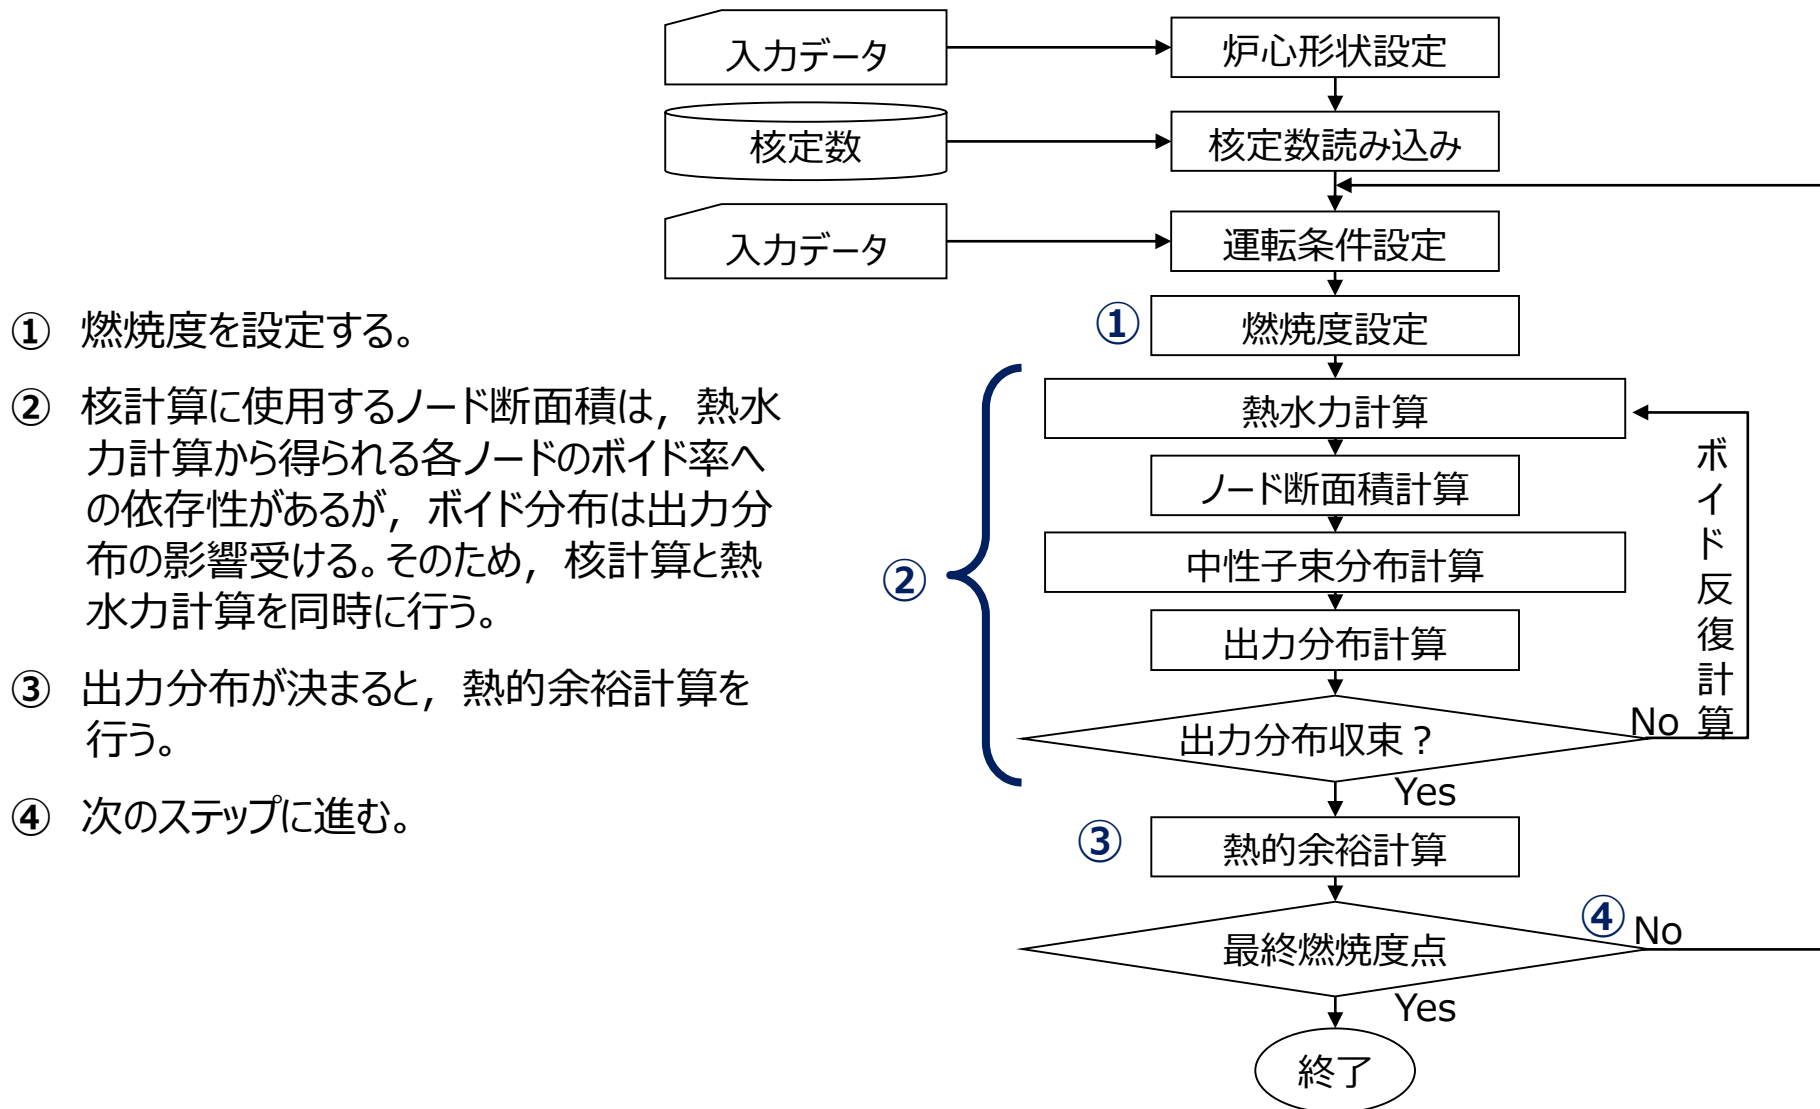 入力データ
炉心形状設定
核定数
核定数読み込み
入力データ
運転条件設定
① 燃焼度を設定する。
② 核計算に使用するノード断面積は，熱水
力計算から得られる各ノードのボイド率へ
の依存性があるが，ボイド分布は出力分
布の影響受ける。そのため，核計算と熱
水力計算を同時に行う。
③ 出力分布が決まると，熱的余裕計算を
行う。
④ 次のステップに進む。
①
燃焼度設定
②
熱水力計算
ノード断面積計算
中性子束分布計算
出力分布計算
出力分布収束？
No
ボイド反復計算
Yes
③
熱的余裕計算
④
最終燃焼度点
No
Yes
終了